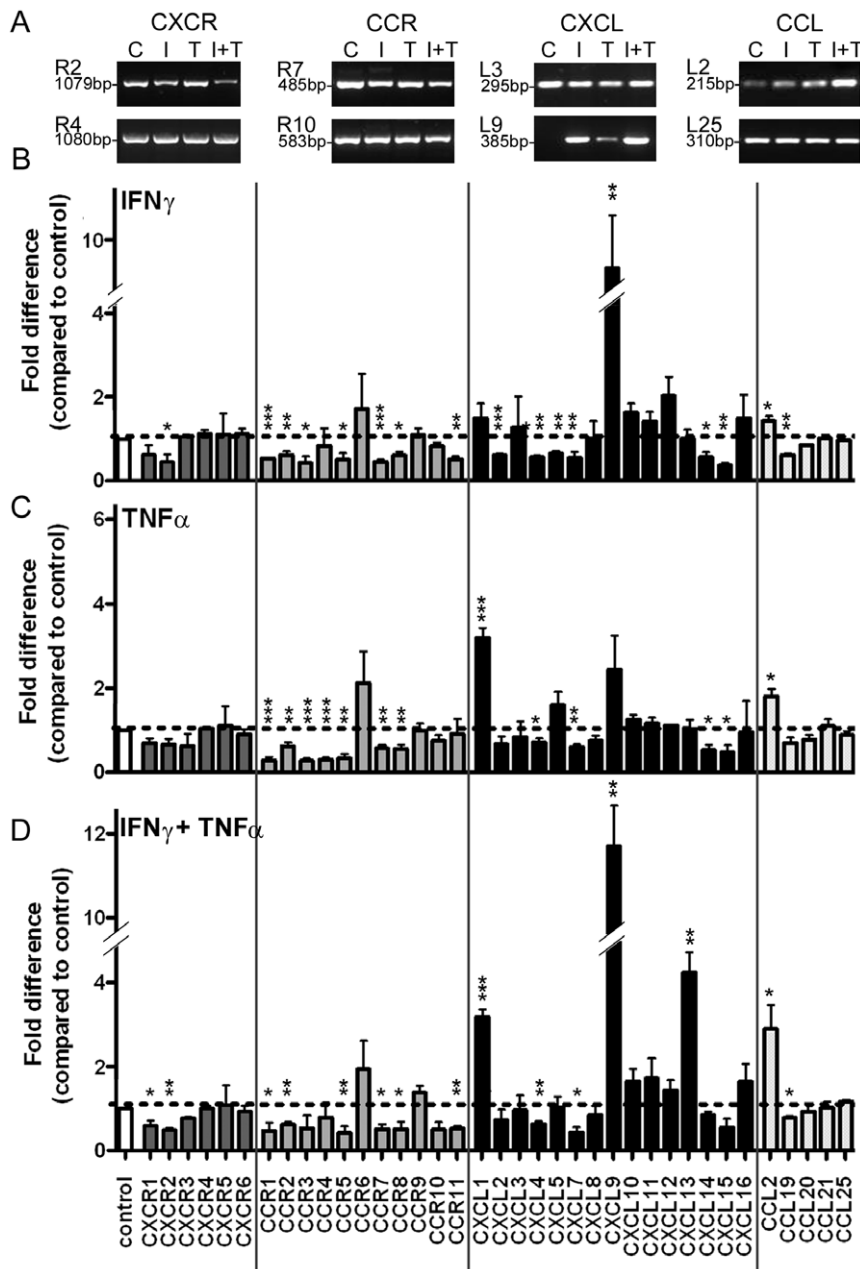 A CXCR CCR CXCL CCL
C I T I+T C I T I+T C I T I+T C I T I+T
R2 R7 L3 L2
1079bp 485bp 295bp 215bp
R4 R10 L9 L25
1080bp 583bp 385bp 310bp
B
IFNγ
Fold difference
(compared to control)
10
4
2
0
* *** ** * * *** * ** *** * ** ** ** ** * ** * **
C
TNFα
Fold difference
(compared to control)
6
4
2
0
*** ** *** *** ** ** ** *** * ** * * *
D
IFNγ + TNFα
Fold difference
(compared to control)
12
10
4
2
0
* ** * ** ** * * ** *** ** * ** ** * *
control CXCR1 CXCR2 CXCR3 CXCR4 CXCR5 CXCR6 CCR1 CCR2 CCR3 CCR4 CCR5 CCR6 CCR7 CCR8 CCR9 CCR10 CCR11 CXCL1 CXCL2 CXCL3 CXCL4 CXCL5 CXCL7 CXCL8 CXCL9 CXCL10 CXCL11 CXCL12 CXCL13 CXCL14 CXCL15 CXCL16 CCL2 CCL19 CCL20 CCL21 CCL25